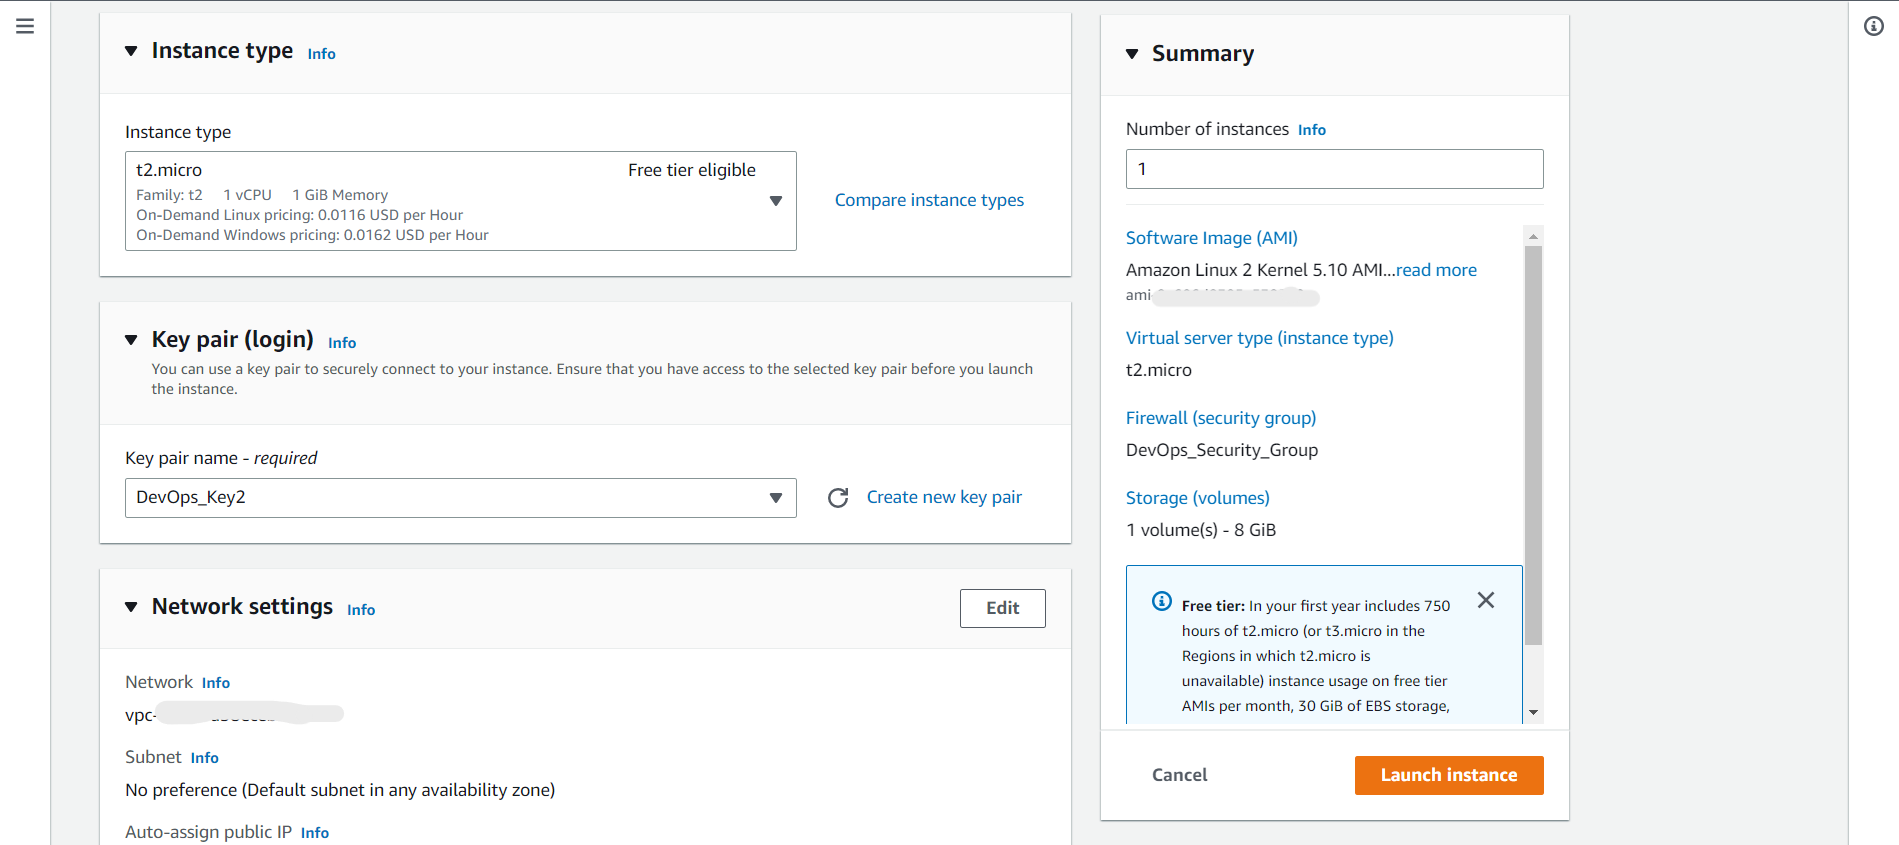 Instance type Info
Instance type
t2.micro Free tier eligible
Family: t2 1 vCPU 1 GiB Memory
On-Demand Linux pricing: 0.0116 USD per Hour
On-Demand Windows pricing: 0.0162 USD per Hour
Compare instance types
Key pair (login) Info
You can use a key pair to securely connect to your instance. Ensure that you have access to the selected key pair before you launch
the instance.
Key pair name - required
DevOps_Key2
Create new key pair
Network settings Info
Edit
Network Info
vpc-
Subnet Info
No preference (Default subnet in any availability zone)
Auto-assign public IP Info
Summary
Number of instances Info
1
Software Image (AMI)
Amazon Linux 2 Kernel 5.10 AMI...read more
ami-
Virtual server type (instance type)
t2.micro
Firewall (security group)
DevOps_Security_Group
Storage (volumes)
1 volume(s) - 8 GiB
Free tier: In your first year includes 750
hours of t2.micro (or t3.micro in the
Regions in which t2.micro is
unavailable) instance usage on free tier
AMIs per month, 30 GiB of EBS storage,
Cancel
Launch instance